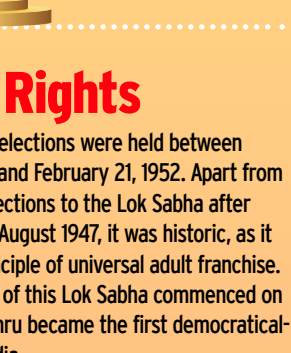 Rights
elections were held between
and February 21, 1952. Apart from
ections to the Lok Sabha after
August 1947, it was historic, as it
ciple of universal adult franchise.
of this Lok Sabha commenced on
hru became the first democratical-